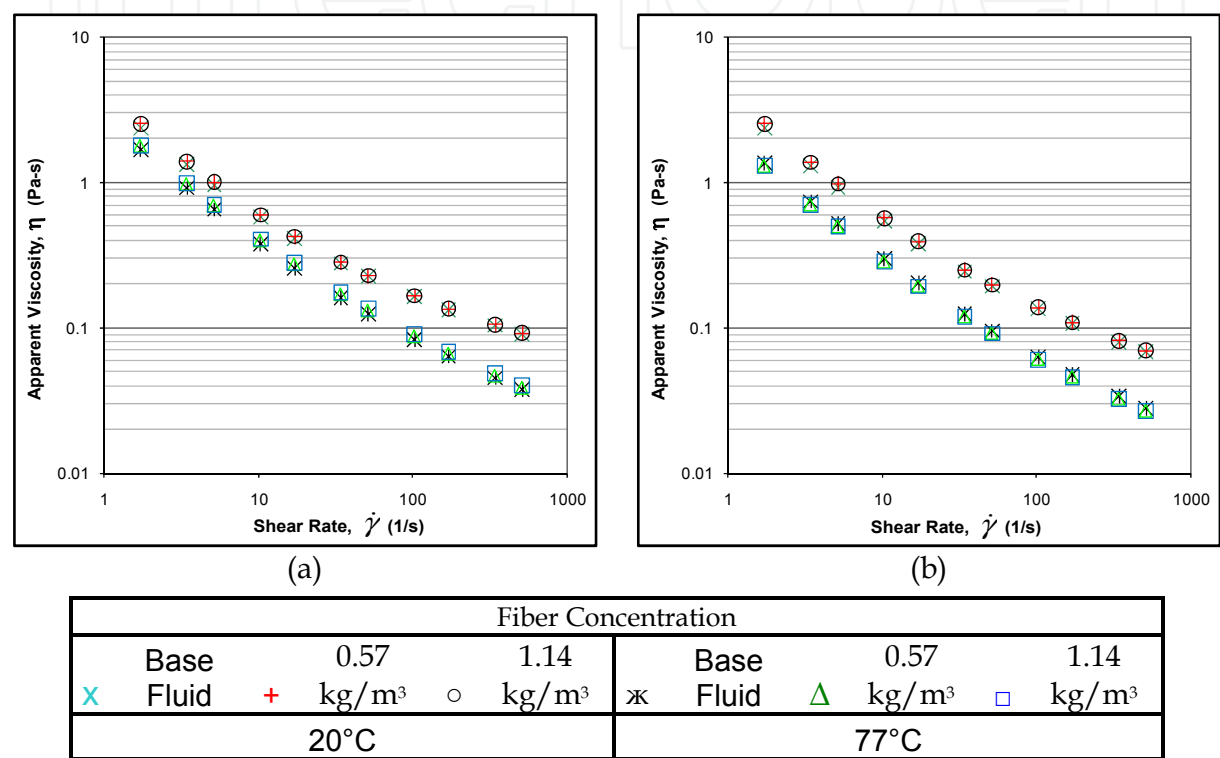 10
1
0.1
0.01
1 10 100 1000
Apparent Viscosity, η (Pa-s)
Shear Rate, γ̇ (1/s)
(a)
10
1
0.1
0.01
1 10 100 1000
Apparent Viscosity, η (Pa-s)
Shear Rate, γ̇ (1/s)
(b)
Fiber Concentration
Base 0.57 1.14 Base 0.57 1.14
x Fluid + kg/m³ ○ kg/m³ ж Fluid Δ kg/m³ □ kg/m³
20°C 77°C